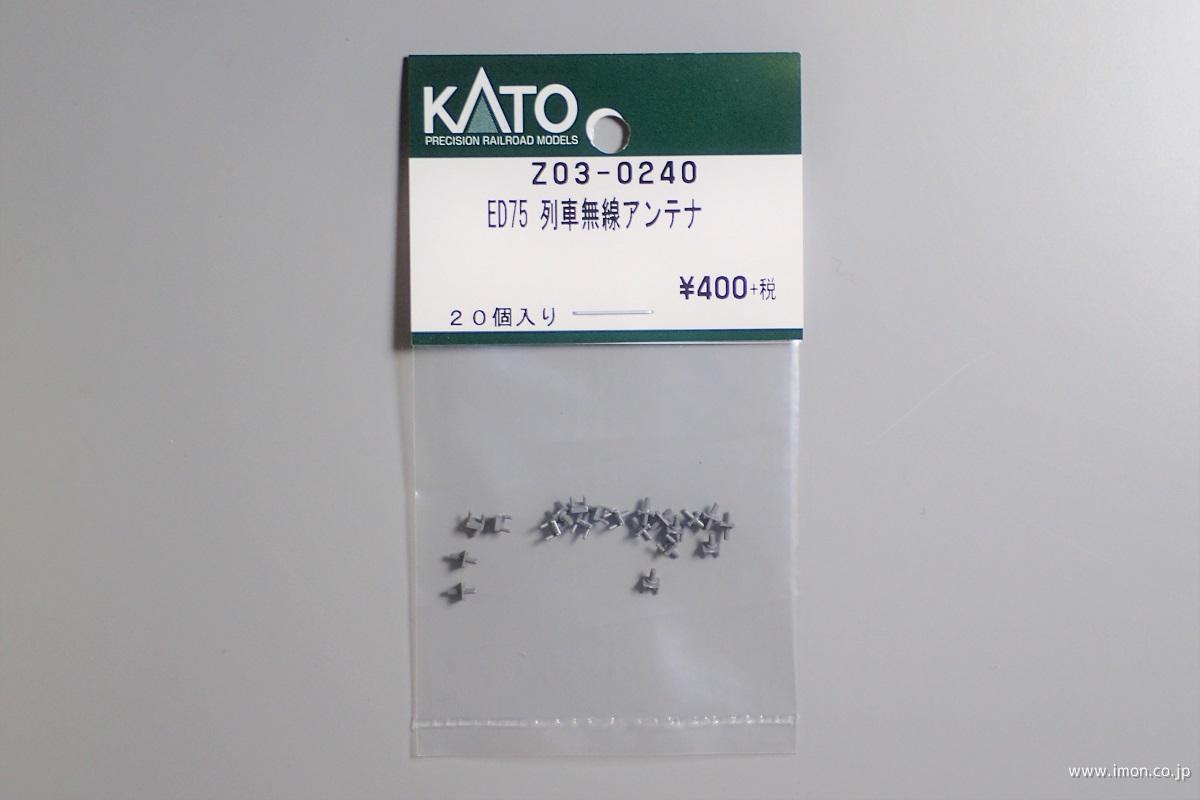 KATO
PRECISION RAILROAD MODELS
Z03-0240
ED75 列車無線アンテナ
¥400+税
20個入り
www.imon.co.jp